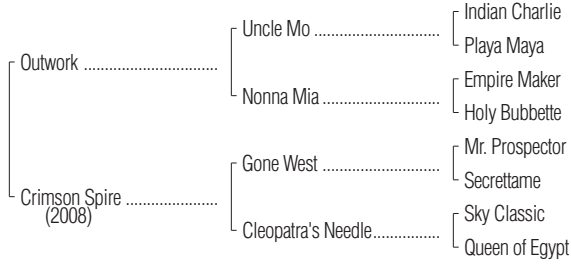 Indian Charlie
Uncle Mo ..............................
Playa Maya
Outwork ................................
Empire Maker
Nonna Mia ............................
Holy Bubbette
Mr. Prospector
Gone West ............................
Secrettame
Crimson Spire ......................
(2008)
Sky Classic
Cleopatra's Needle................
Queen of Egypt